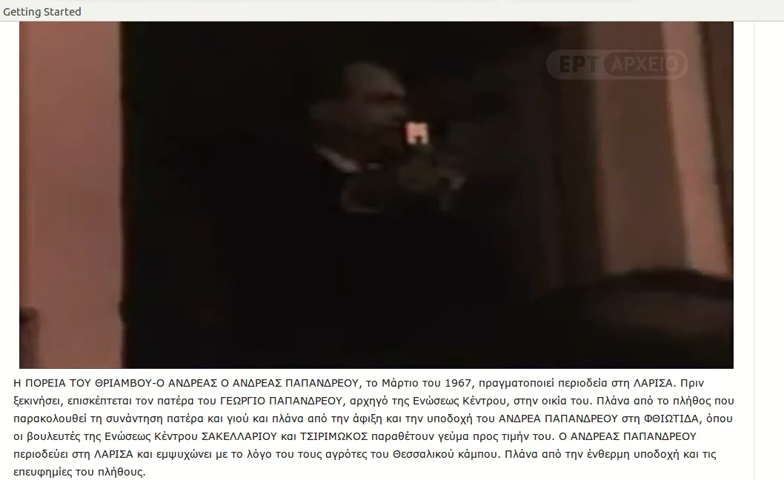 Getting Started
ΕΡΤ ΑΡΧΕΙΟ
Η ΠΟΡΕΙΑ ΤΟΥ ΘΡΙΑΜΒΟΥ-Ο ΑΝΔΡΕΑΣ Ο ΑΝΔΡΕΑΣ ΠΑΠΑΝΔΡΕΟΥ, το Μάρτιο του 1967, πραγματοποιεί περιοδεία στη ΛΑΡΙΣΑ. Πριν
ξεκινήσει, επισκέπτεται τον πατέρα του ΓΕΩΡΓΙΟ ΠΑΠΑΝΔΡΕΟΥ, αρχηγό της Ενώσεως Κέντρου, στην οικία του. Πλάνα από το πλήθος που
παρακολουθεί τη συνάντηση πατέρα και γιού και πλάνα από την άφιξη και την υποδοχή του ΑΝΔΡΕΑ ΠΑΠΑΝΔΡΕΟΥ στη ΦΘΙΩΤΙΔΑ, όπου
οι βουλευτές της Ενώσεως Κέντρου ΣΑΚΕΛΛΑΡΙΟΥ και ΤΣΙΡΙΜΩΚΟΣ παραθέτουν γεύμα προς τιμήν του. Ο ΑΝΔΡΕΑΣ ΠΑΠΑΝΔΡΕΟΥ
περιοδεύει στη ΛΑΡΙΣΑ και εμψυχώνει με το λόγο του τους αγρότες του Θεσσαλικού κάμπου. Πλάνα από την ένθερμη υποδοχή και τις
επευφημίες του πλήθους.